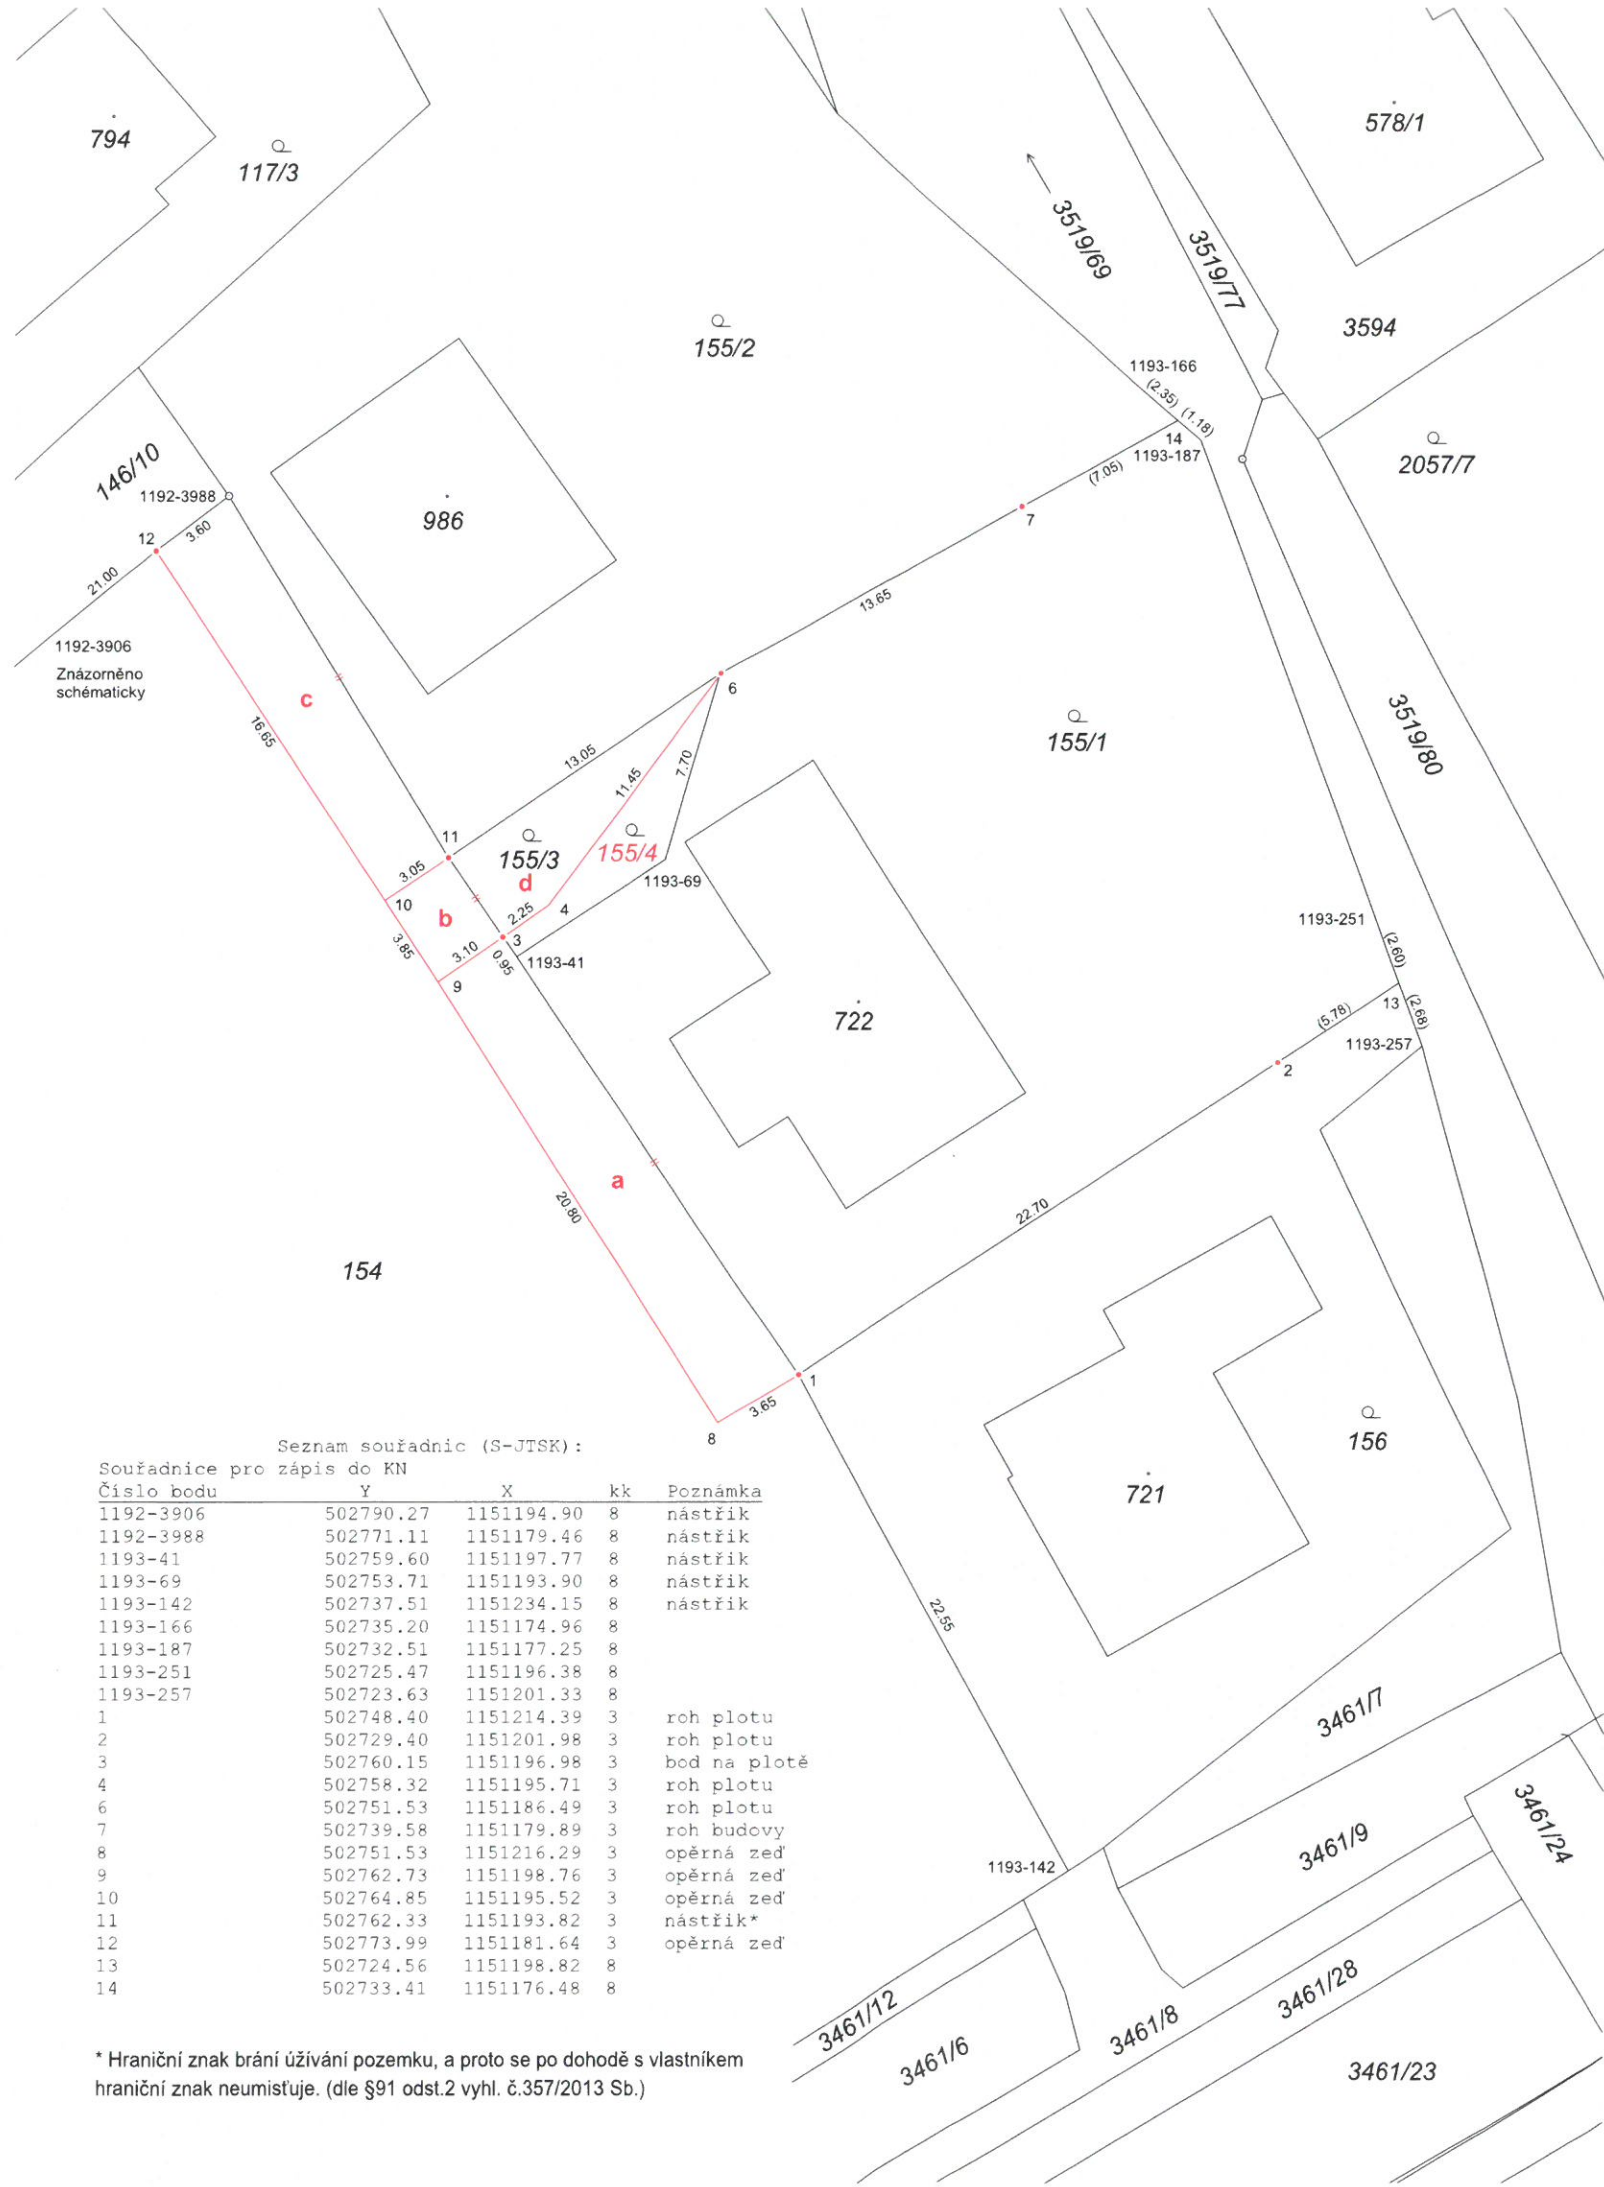 794
117/3
578/1
3519/69
3519/77
3594
155/2
1193-166
(2.35)
(1.18)
14
1193-187
2057/7
(7.05)
146/10
1192-3988
986
12
3.60
7
21.00
13.65
1192-3906
Znázorněno
schématicky
c
6
16.65
155/1
3519/80
13.05
7.70
11.45
11
155/3
155/4
3.05
d
1193-69
10
b
2.25
4
1193-251
3.85
3.10
3
(2.60)
0.95
1193-41
9
13
(2.68)
722
(5.78)
1193-257
2
a
20.80
22.70
154
1
3.65
8
156
721
22.55
Seznam souřadnic (S-JTSK):
Souřadnice pro zápis do KN
Číslo bodu Y X kk Poznámka
1192-3906 502790.27 1151194.90 8 nástřik
1192-3988 502771.11 1151179.46 8 nástřik
1193-41 502759.60 1151197.77 8 nástřik
1193-69 502753.71 1151193.90 8 nástřik
1193-142 502737.51 1151234.15 8 nástřik
1193-166 502735.20 1151174.96 8
1193-187 502732.51 1151177.25 8
1193-251 502725.47 1151196.38 8
1193-257 502723.63 1151201.33 8
1 502748.40 1151214.39 3 roh plotu
2 502729.40 1151201.98 3 roh plotu
3 502760.15 1151196.98 3 bod na plotě
4 502758.32 1151195.71 3 roh plotu
6 502751.53 1151186.49 3 roh plotu
7 502739.58 1151179.89 3 roh budovy
8 502751.53 1151216.29 3 opěrná zeď
9 502762.73 1151198.76 3 opěrná zeď
10 502764.85 1151195.52 3 opěrná zeď
11 502762.33 1151193.82 3 nástřik*
12 502773.99 1151181.64 3 opěrná zeď
13 502724.56 1151198.82 8
14 502733.41 1151176.48 8
3461/7
3461/9
3461/24
1193-142
3461/12
3461/6
3461/8
3461/28
3461/23
* Hraniční znak brání úžívání pozemku, a proto se po dohodě s vlastníkem
hraniční znak neumisťuje. (dle §91 odst.2 vyhl. č.357/2013 Sb.)